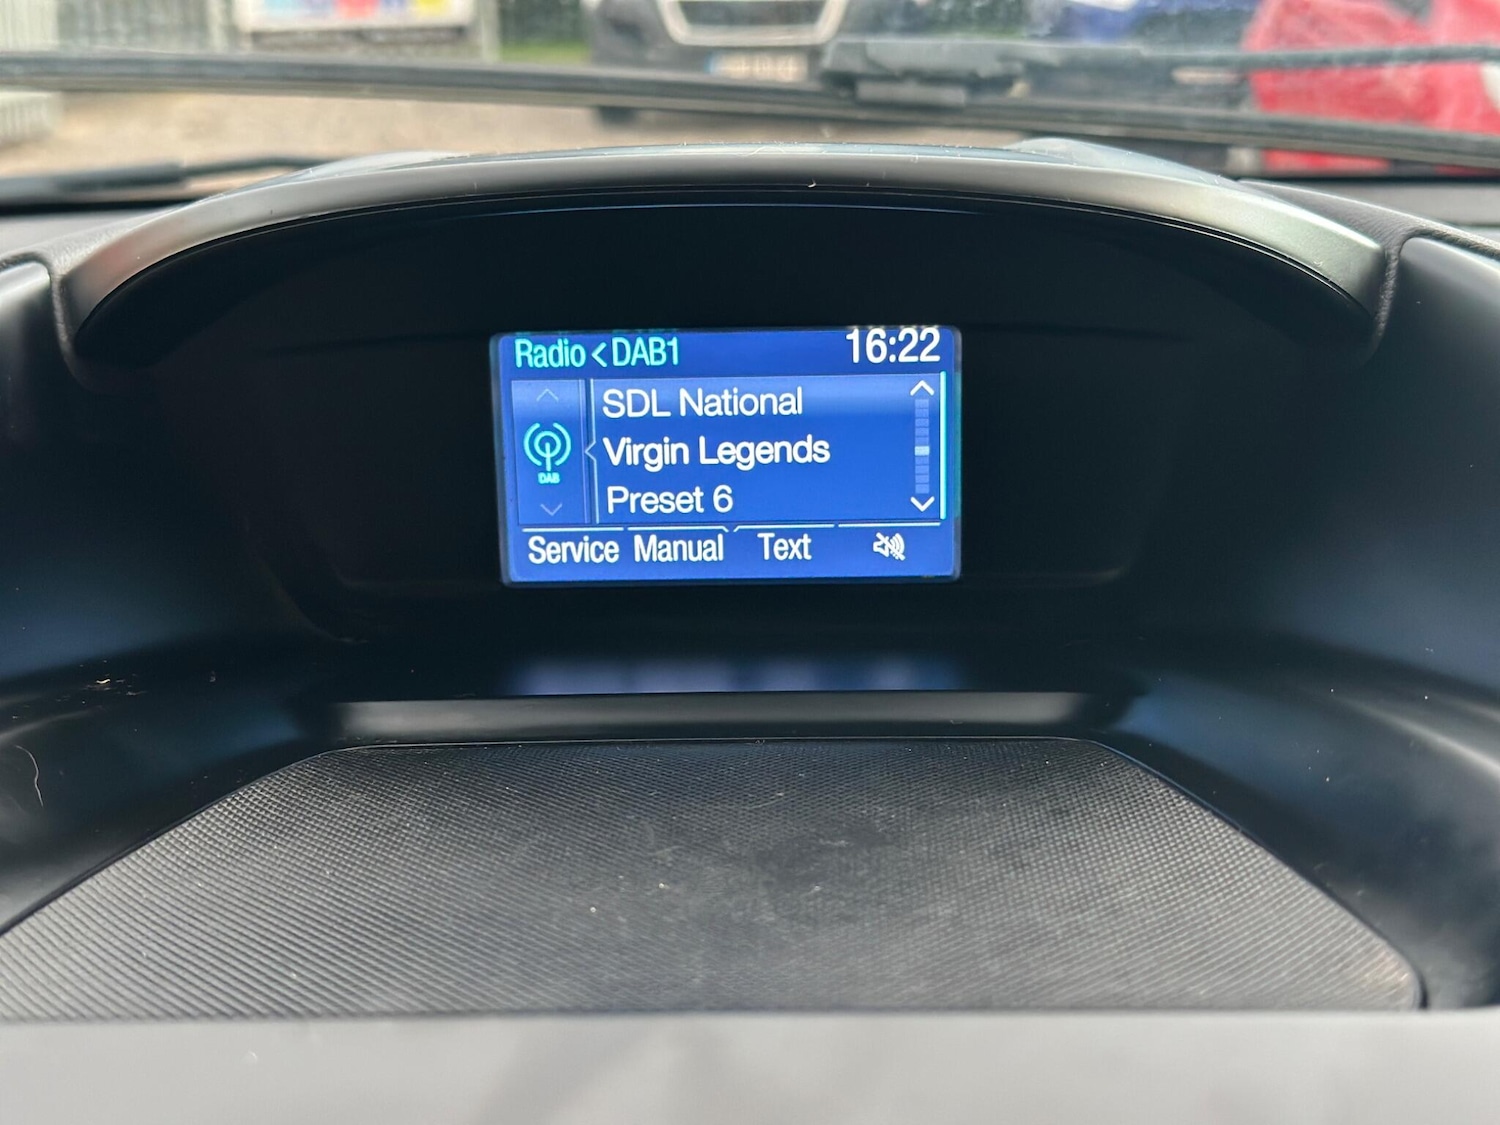 Radio < DAB1 16:22
SDL National
DAB
Virgin Legends
Preset 6
Service Manual Text